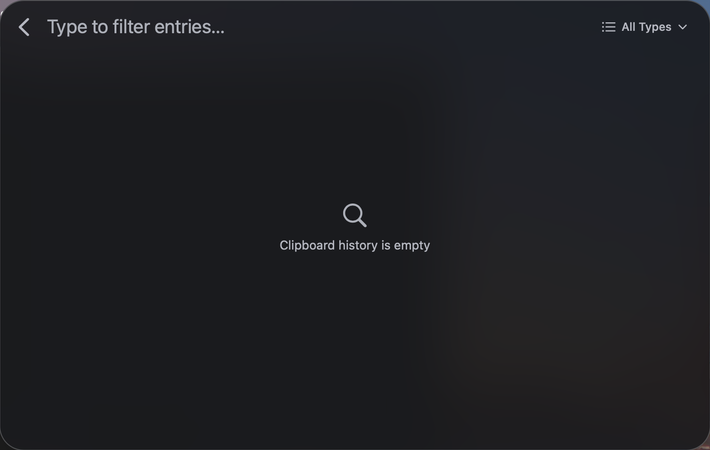 Type to filter entries...
All Types
Clipboard history is empty